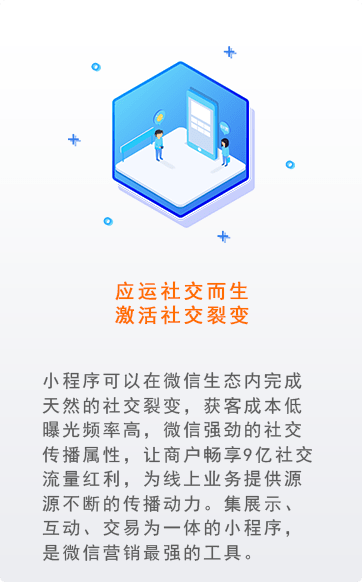 应运社交而生
激活社交裂变
小程序可以在微信生态内完成
天然的社交裂变，获客成本低
曝光频率高，微信强劲的社交
传播属性，让商户畅享9亿社交
流量红利，为线上业务提供源
源不断的传播动力。集展示、
互动、交易为一体的小程序，
是微信营销最强的工具。